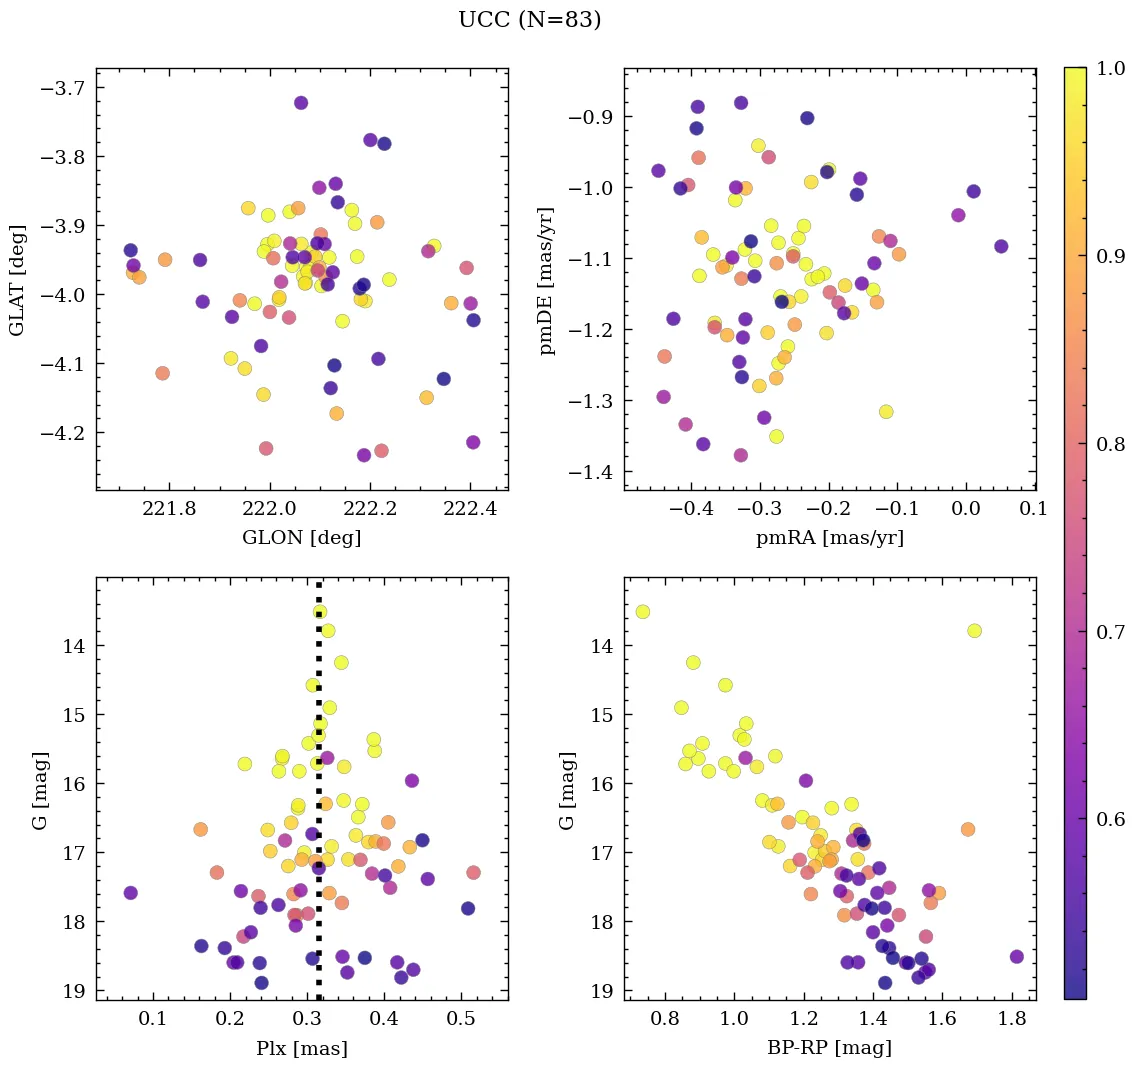 UCC (N=83)
−3.7
−3.8
−3.9
−4.0
−4.1
−4.2
GLAT [deg]
221.8 222.0 222.2 222.4
GLON [deg]
−0.9
−1.0
−1.1
−1.2
−1.3
−1.4
pmDE [mas/yr]
−0.4 −0.3 −0.2 −0.1 0.0 0.1
pmRA [mas/yr]
14
15
16
17
18
19
G [mag]
0.1 0.2 0.3 0.4 0.5
Plx [mas]
14
15
16
17
18
19
G [mag]
0.8 1.0 1.2 1.4 1.6 1.8
BP-RP [mag]
1.0
0.9
0.8
0.7
0.6